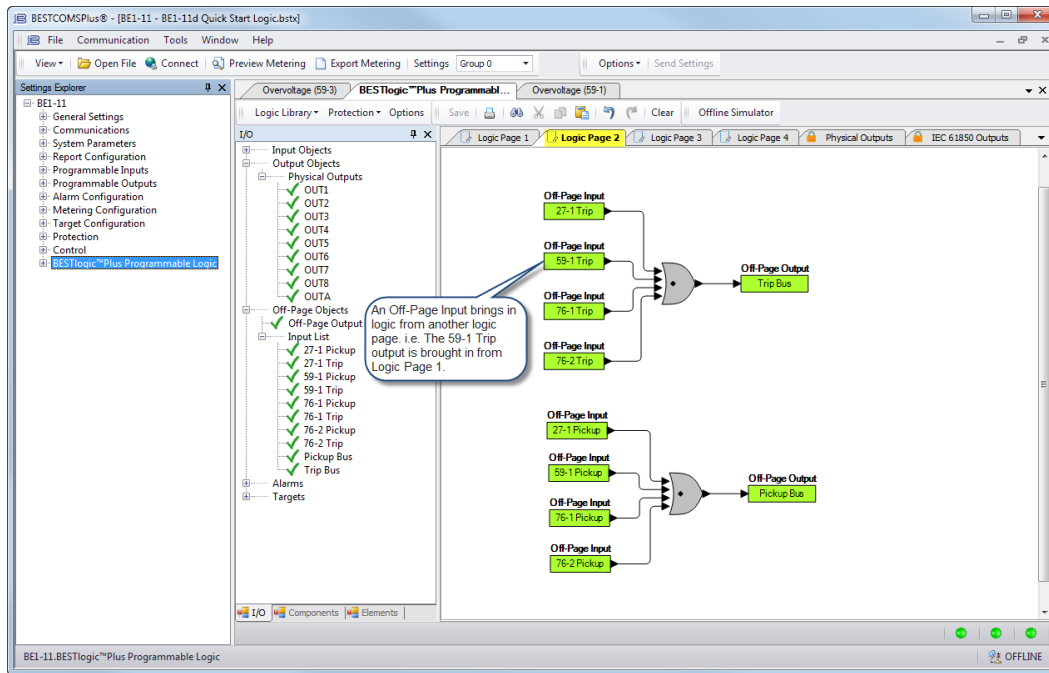 BESTCOMSPlus® - [BE1-11 - BE1-11d Quick Start Logic.bstx]
File Communication Tools Window Help
View Open File Connect Preview Metering Export Metering Settings Group 0 Options Send Settings
Settings Explorer
BE1-11
General Settings
Communications
System Parameters
Report Configuration
Programmable Inputs
Programmable Outputs
Alarm Configuration
Metering Configuration
Target Configuration
Protection
Control
BESTlogic™Plus Programmable Logic
Overvoltage (59-3) BESTlogic™Plus Programmabl... Overvoltage (59-1)
Logic Library Protection Options Save Clear Offline Simulator
I/O
Input Objects
Output Objects
Physical Outputs
OUT1
OUT2
OUT3
OUT4
OUT5
OUT6
OUT7
OUT8
OUTA
Off-Page Objects
Off-Page Output
Input List
27-1 Pickup
27-1 Trip
59-1 Pickup
59-1 Trip
76-1 Pickup
76-1 Trip
76-2 Pickup
76-2 Trip
Pickup Bus
Trip Bus
Alarms
Targets
I/O Components Elements
Logic Page 1 Logic Page 2 Logic Page 3 Logic Page 4 Physical Outputs IEC 61850 Outputs
Off-Page Input
27-1 Trip
Off-Page Input
59-1 Trip
Off-Page Input
76-1 Trip
Off-Page Input
76-2 Trip
Off-Page Output
Trip Bus
An Off-Page Input brings in
logic from another logic
page. i.e. The 59-1 Trip
output is brought in from
Logic Page 1.
Off-Page Input
27-1 Pickup
Off-Page Input
59-1 Pickup
Off-Page Input
76-1 Pickup
Off-Page Input
76-2 Pickup
Off-Page Output
Pickup Bus
BE1-11.BESTlogic™Plus Programmable Logic
OFFLINE